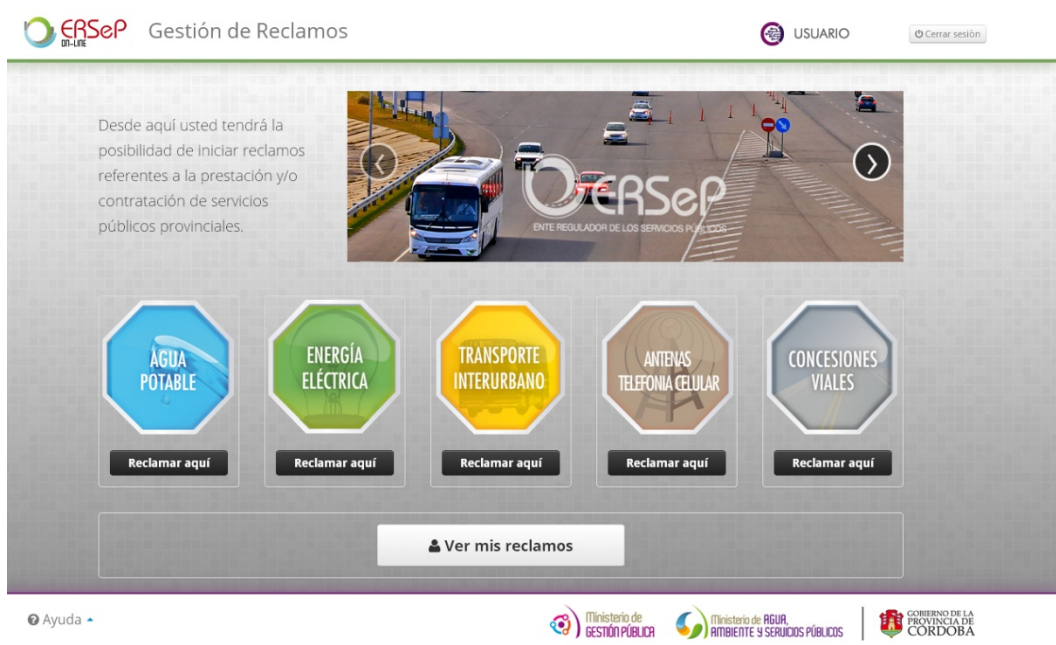 ERSeP
ON-LINE
Gestión de Reclamos
USUARIO
Cerrar sesión
Desde aquí usted tendrá la
posibilidad de iniciar reclamos
referentes a la prestación y/o
contratación de servicios
públicos provinciales.
ERSeP
ENTE REGULADOR DE LOS SERVICIOS PÚBLICOS
AGUA
POTABLE
ENERGÍA
ELÉCTRICA
TRANSPORTE
INTERURBANO
ANTENAS
TELEFONIA CELULAR
CONCESIONES
VIALES
Reclamar aquí
Reclamar aquí
Reclamar aquí
Reclamar aquí
Reclamar aquí
Ver mis reclamos
Ayuda
Ministerio de
GESTIÓN PÚBLICA
Ministerio de AGUA,
AMBIENTE Y SERVICIOS PÚBLICOS
GOBIERNO DE LA
PROVINCIA DE
CÓRDOBA